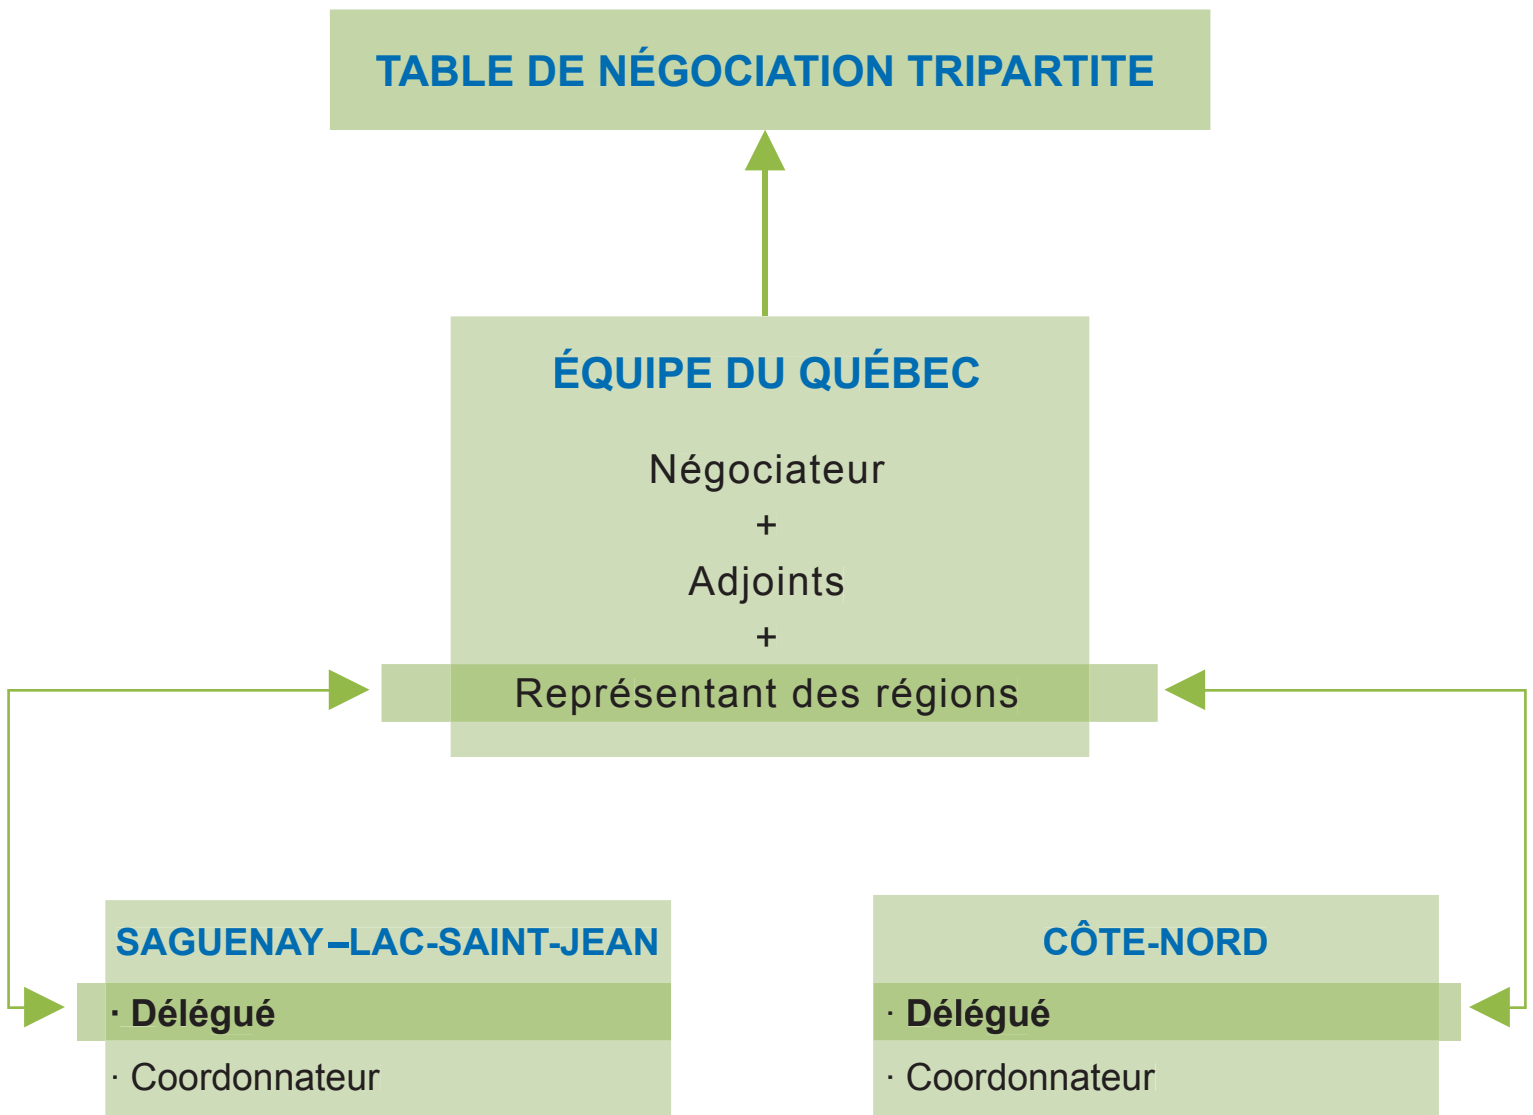 TABLE DE NÉGOCIATION TRIPARTITE
ÉQUIPE DU QUÉBEC
Négociateur
+
Adjoints
+
Représentant des régions
SAGUENAY–LAC-SAINT-JEAN
· Délégué
· Coordonnateur
CÔTE-NORD
· Délégué
· Coordonnateur